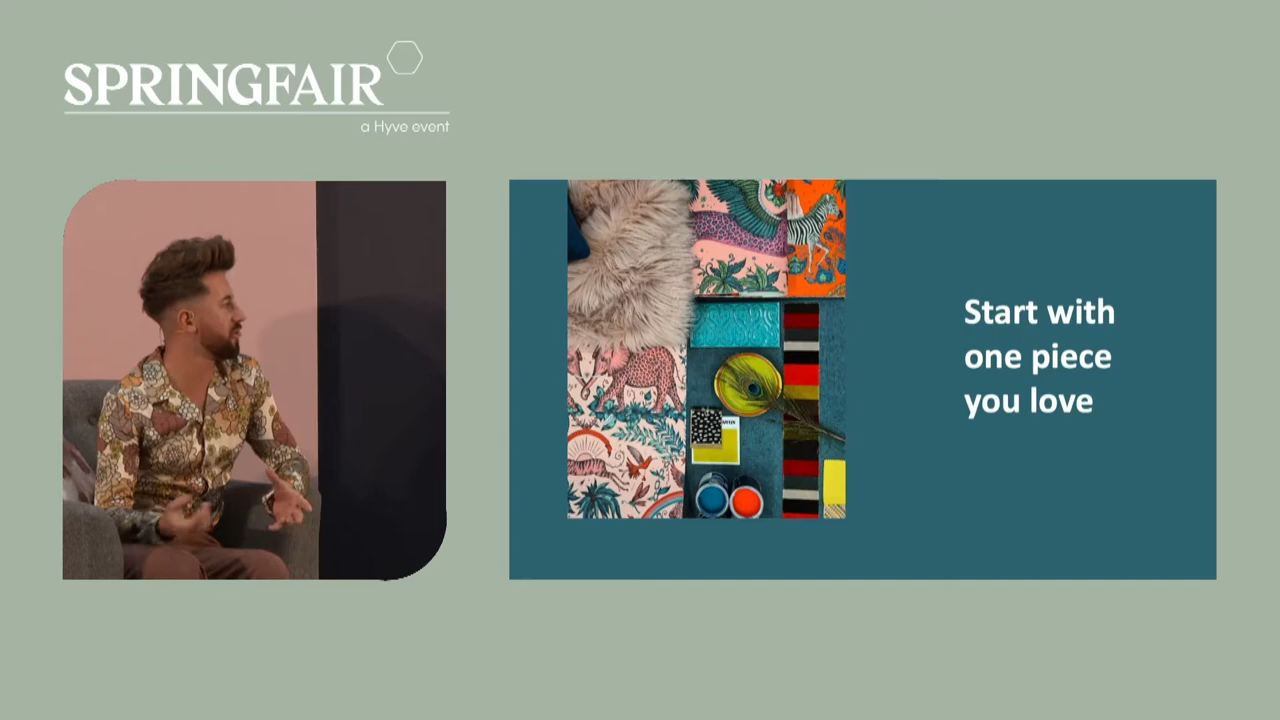 SPRINGFAIR
a Hyve event
Start with
one piece
you love